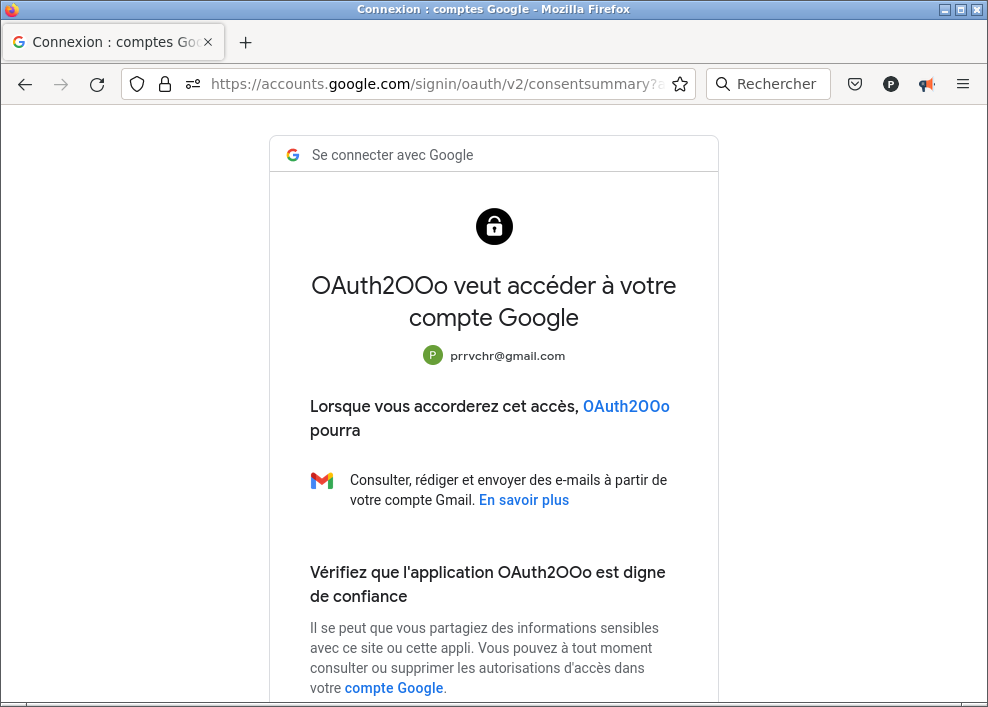 Connexion : comptes Google - Mozilla Firefox
Connexion : comptes Goo
https://accounts.google.com/signin/oauth/v2/consentsummary?a
Rechercher
P
Se connecter avec Google
OAuth2OOo veut accéder à votre
compte Google
P prrvchr@gmail.com
Lorsque vous accorderez cet accès, OAuth2OOo
pourra
Consulter, rédiger et envoyer des e-mails à partir de
votre compte Gmail. En savoir plus
Vérifiez que l'application OAuth2OOo est digne
de confiance
Il se peut que vous partagiez des informations sensibles
avec ce site ou cette appli. Vous pouvez à tout moment
consulter ou supprimer les autorisations d'accès dans
votre compte Google.